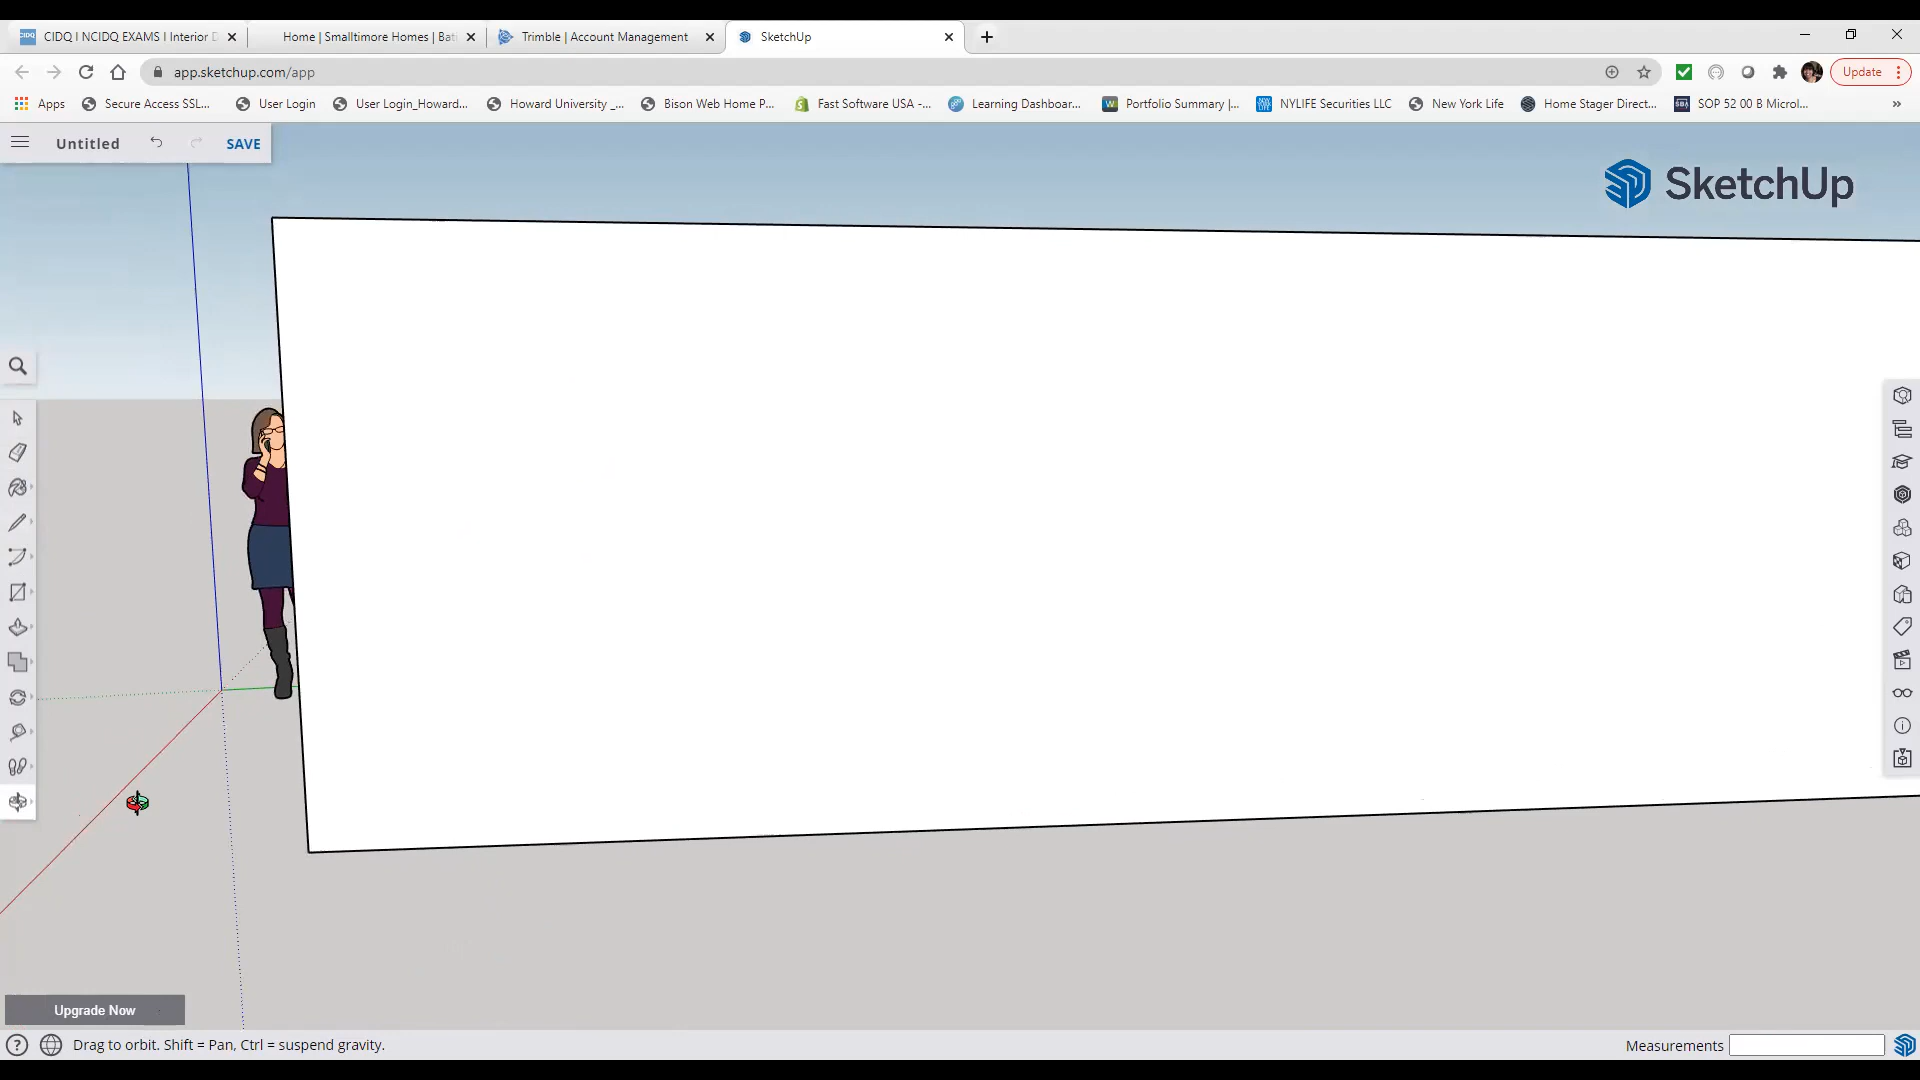 CIDQ I NCIDQ EXAMS I Interior D
Home | Smalltimore Homes | Balt
Trimble | Account Management
SketchUp
app.sketchup.com/app
Update
Apps
Secure Access SSL...
User Login
User Login_Howard...
Howard University _...
Bison Web Home P...
Fast Software USA -...
Learning Dashboar...
Portfolio Summary |...
NYLIFE Securities LLC
New York Life
Home Stager Direct...
SOP 52 00 B Microl...
Untitled
SAVE
SketchUp
Upgrade Now
Drag to orbit. Shift = Pan, Ctrl = suspend gravity.
Measurements